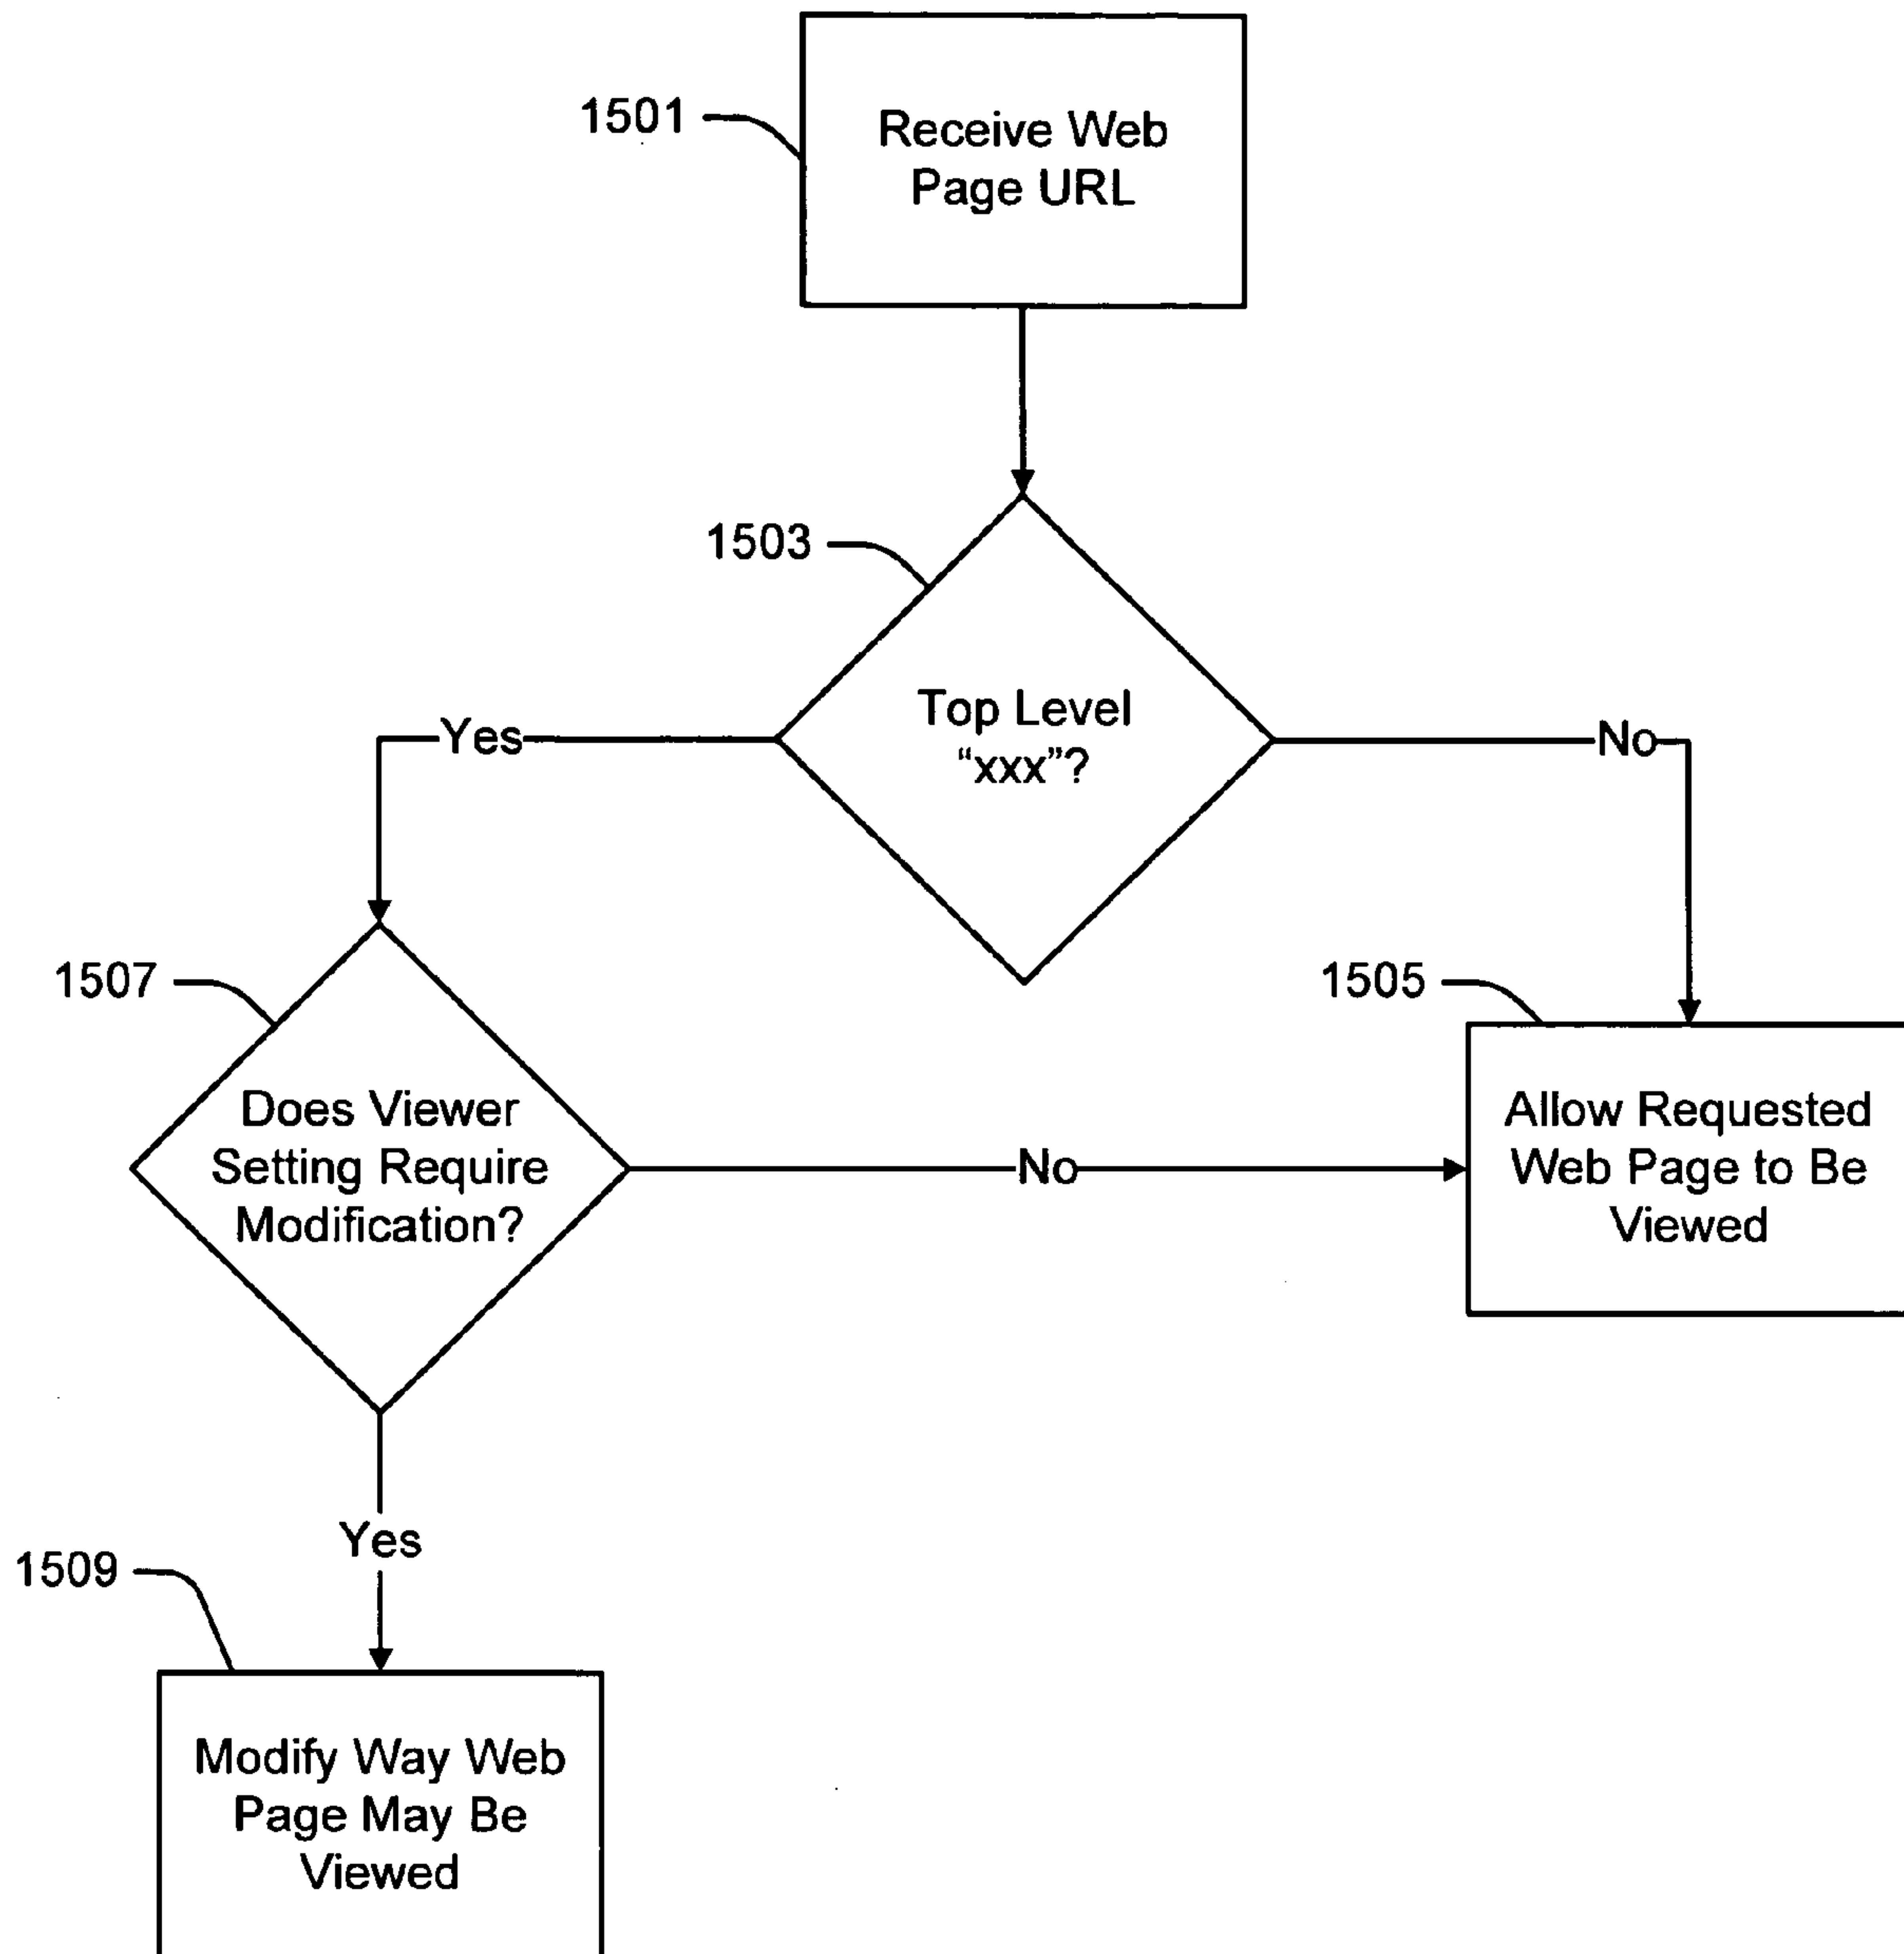 1501
Receive Web
Page URL
1503
Top Level
“xxx”?
Yes
No
1507
Does Viewer
Setting Require
Modification?
No
1505
Allow Requested
Web Page to Be
Viewed
Yes
1509
Modify Way Web
Page May Be
Viewed